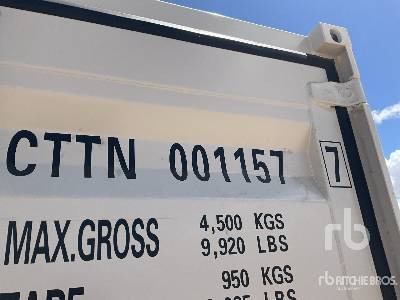 CTTN 001157 7
MAX.GROSS 4,500 KGS
9,920 LBS
950 KGS
rb
RITCHIE BROS.